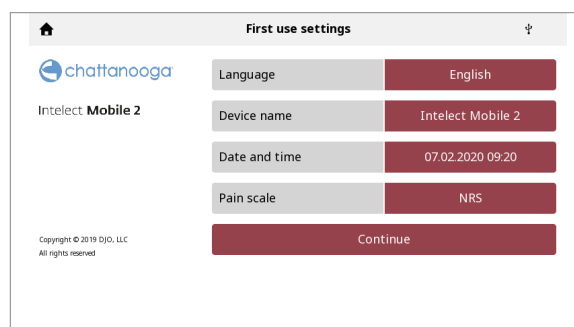 First use settings
chattanooga
Intelect Mobile 2
Language English
Device name Intelect Mobile 2
Date and time 07.02.2020 09:20
Pain scale NRS
Continue
Copyright © 2019 DJO, LLC
All rights reserved